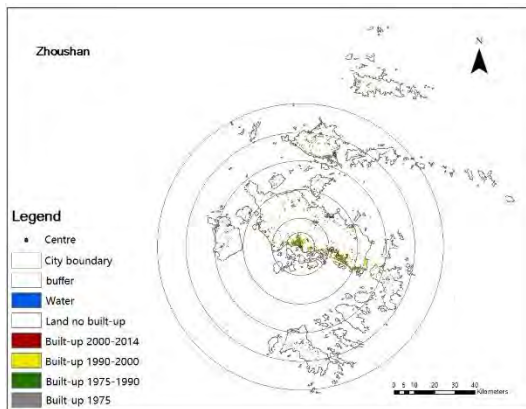 Zhoushan
N
Legend
Centre
City boundary
buffer
Water
Land no built-up
Built-up 2000-2014
Built-up 1990-2000
Built-up 1975-1990
Built-up 1975
0 5 10 20 30 40
Kilometers